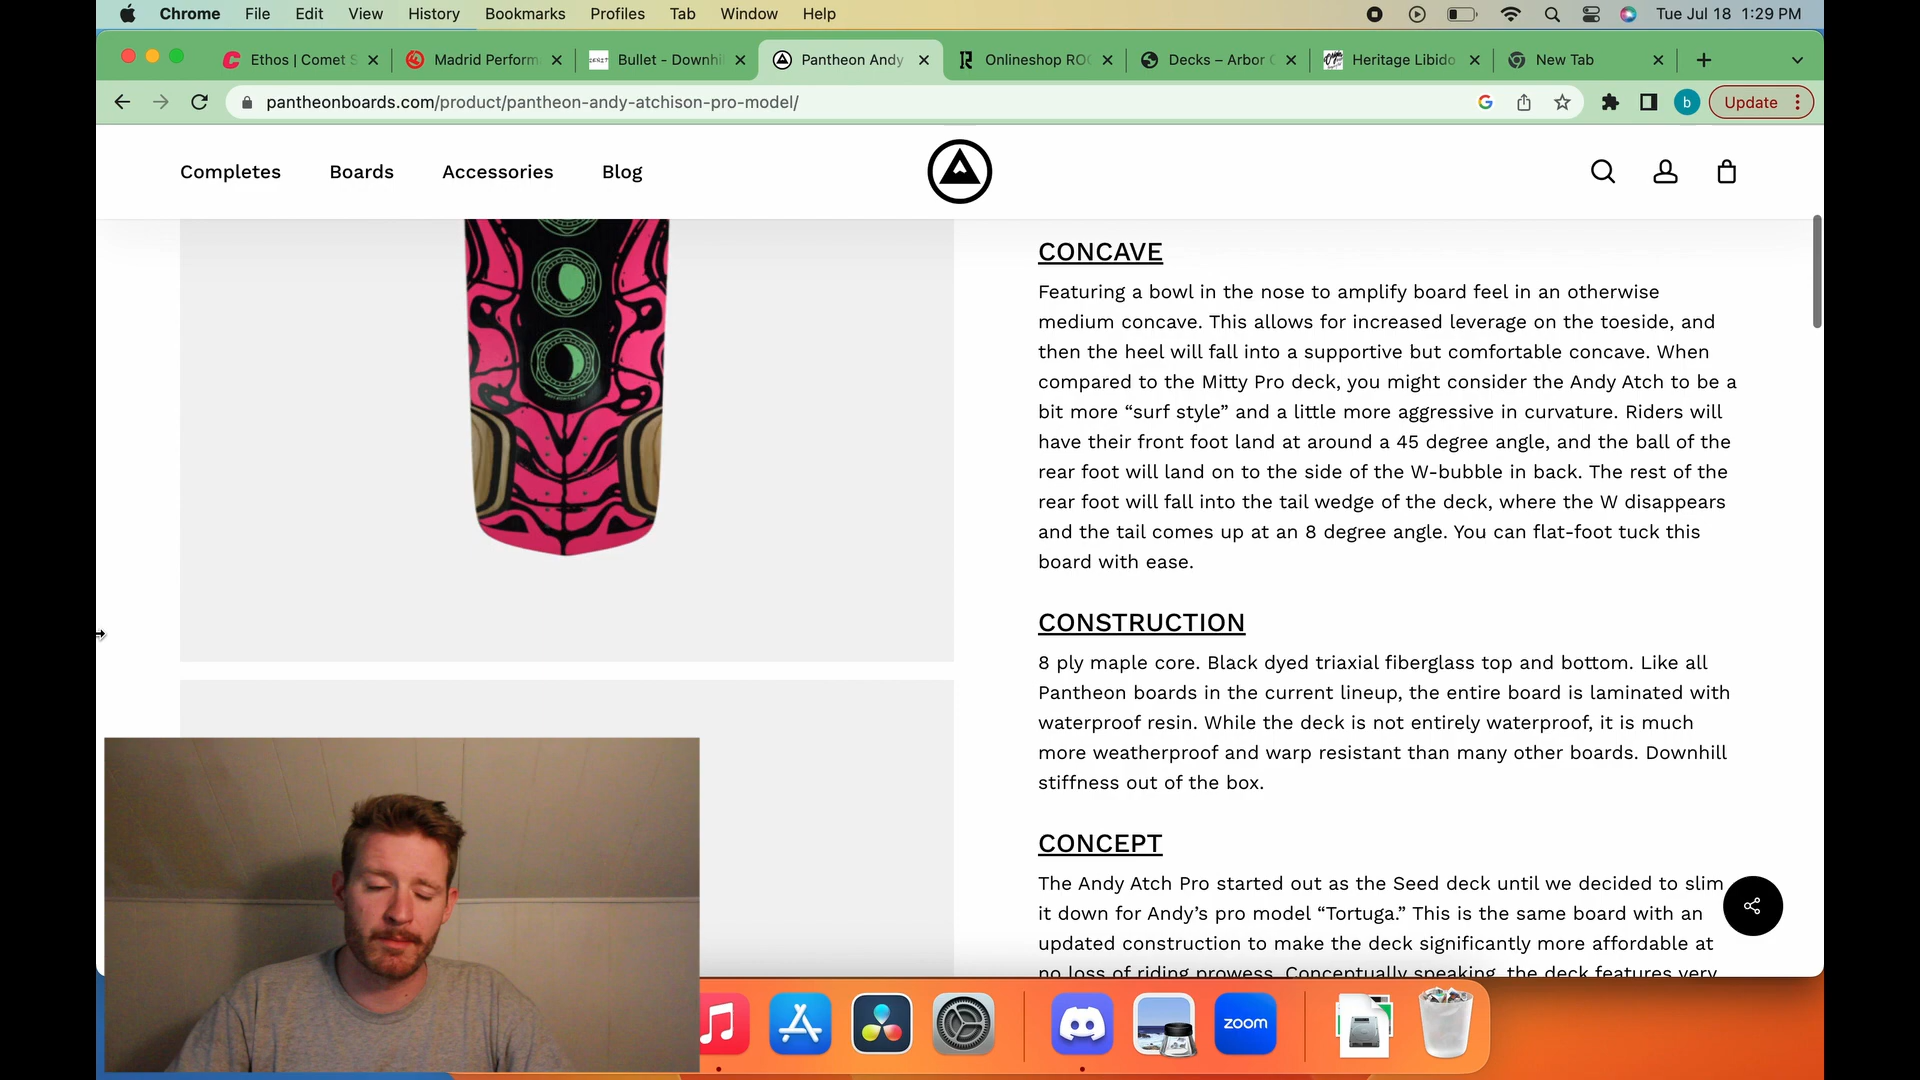 Chrome File Edit View History Bookmarks Profiles Tab Window Help Tue Jul 18 1:29 PM
Ethos | Comet S Madrid Perform Bullet - Downhi Pantheon Andy Onlineshop ROC Decks – Arbor C Heritage Libido New Tab
pantheonboards.com/product/pantheon-andy-atchison-pro-model/ b Update
Completes Boards Accessories Blog
CONCAVE
Featuring a bowl in the nose to amplify board feel in an otherwise
medium concave. This allows for increased leverage on the toeside, and
then the heel will fall into a supportive but comfortable concave. When
compared to the Mitty Pro deck, you might consider the Andy Atch to be a
bit more “surf style” and a little more aggressive in curvature. Riders will
have their front foot land at around a 45 degree angle, and the ball of the
rear foot will land on to the side of the W-bubble in back. The rest of the
rear foot will fall into the tail wedge of the deck, where the W disappears
and the tail comes up at an 8 degree angle. You can flat-foot tuck this
board with ease.
CONSTRUCTION
8 ply maple core. Black dyed triaxial fiberglass top and bottom. Like all
Pantheon boards in the current lineup, the entire board is laminated with
waterproof resin. While the deck is not entirely waterproof, it is much
more weatherproof and warp resistant than many other boards. Downhill
stiffness out of the box.
CONCEPT
The Andy Atch Pro started out as the Seed deck until we decided to slim
it down for Andy’s pro model “Tortuga.” This is the same board with an
updated construction to make the deck significantly more affordable at
no loss of riding prowess. Conceptually speaking, the deck features very
zoom